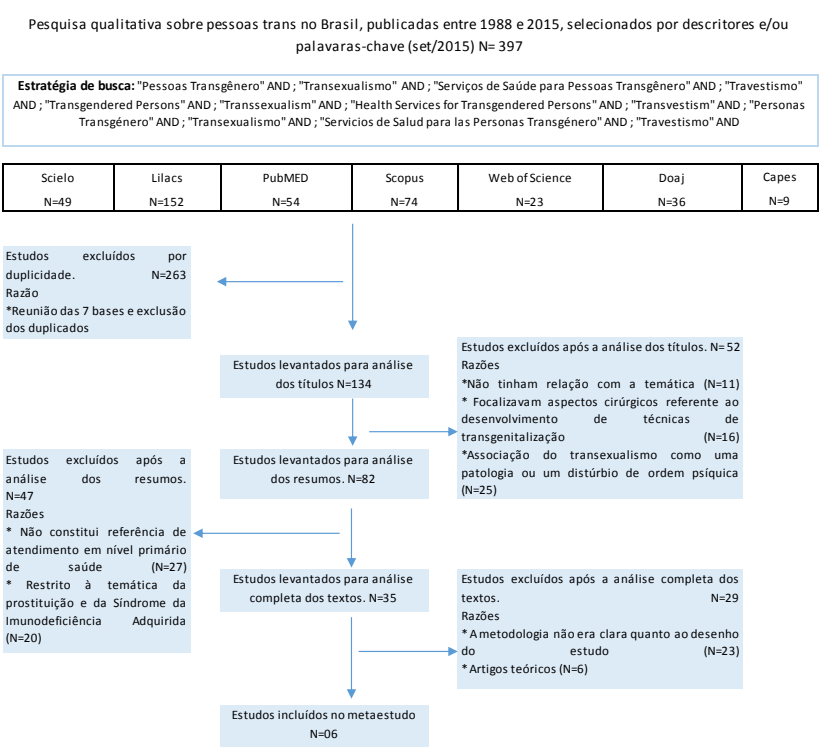 Pesquisa qualitativa sobre pessoas trans no Brasil, publicadas entre 1988 e 2015, selecionados por descritores e/ou
palavaras-chave (set/2015) N= 397
Estratégia de busca: "Pessoas Transgênero" AND ; "Transexualismo" AND ; "Serviços de Saúde para Pessoas Transgênero" AND ; "Travestismo"
AND ; "Transgendered Persons" AND ; "Transsexualism" AND ; "Health Services for Transgendered Persons" AND ; "Transvestism" AND ; "Personas
Transgénero" AND ; "Transexualismo" AND ; "Servicios de Salud para las Personas Transgénero" AND ; "Travestismo" AND
Scielo
N=49
Lilacs
N=152
PubMED
N=54
Scopus
N=74
Web of Science
N=23
Doaj
N=36
Capes
N=9
Estudos excluídos por
duplicidade. N=263
Razão
*Reunião das 7 bases e exclusão
dos duplicados
Estudos levantados para análise
dos títulos N=134
Estudos excluídos após a análise dos títulos. N= 52
Razões
*Não tinham relação com a temática (N=11)
* Focalizavam aspectos cirúrgicos referente ao
desenvolvimento de técnicas de
transgenitalização (N=16)
*Associação do transexualismo como uma
patologia ou um distúrbio de ordem psíquica
(N=25)
Estudos levantados para análise
dos resumos. N=82
Estudos excluídos após a
análise dos resumos.
N=47
Razões
* Não constitui referência de
atendimento em nível primário
de saúde (N=27)
* Restrito à temática da
prostituição e da Síndrome da
Imunodeficiência Adquirida
(N=20)
Estudos levantados para análise
completa dos textos. N=35
Estudos excluídos após a análise completa dos
textos. N=29
Razões
* A metodologia não era clara quanto ao desenho
do estudo (N=23)
* Artigos teóricos (N=6)
Estudos incluídos no metaestudo
N=06